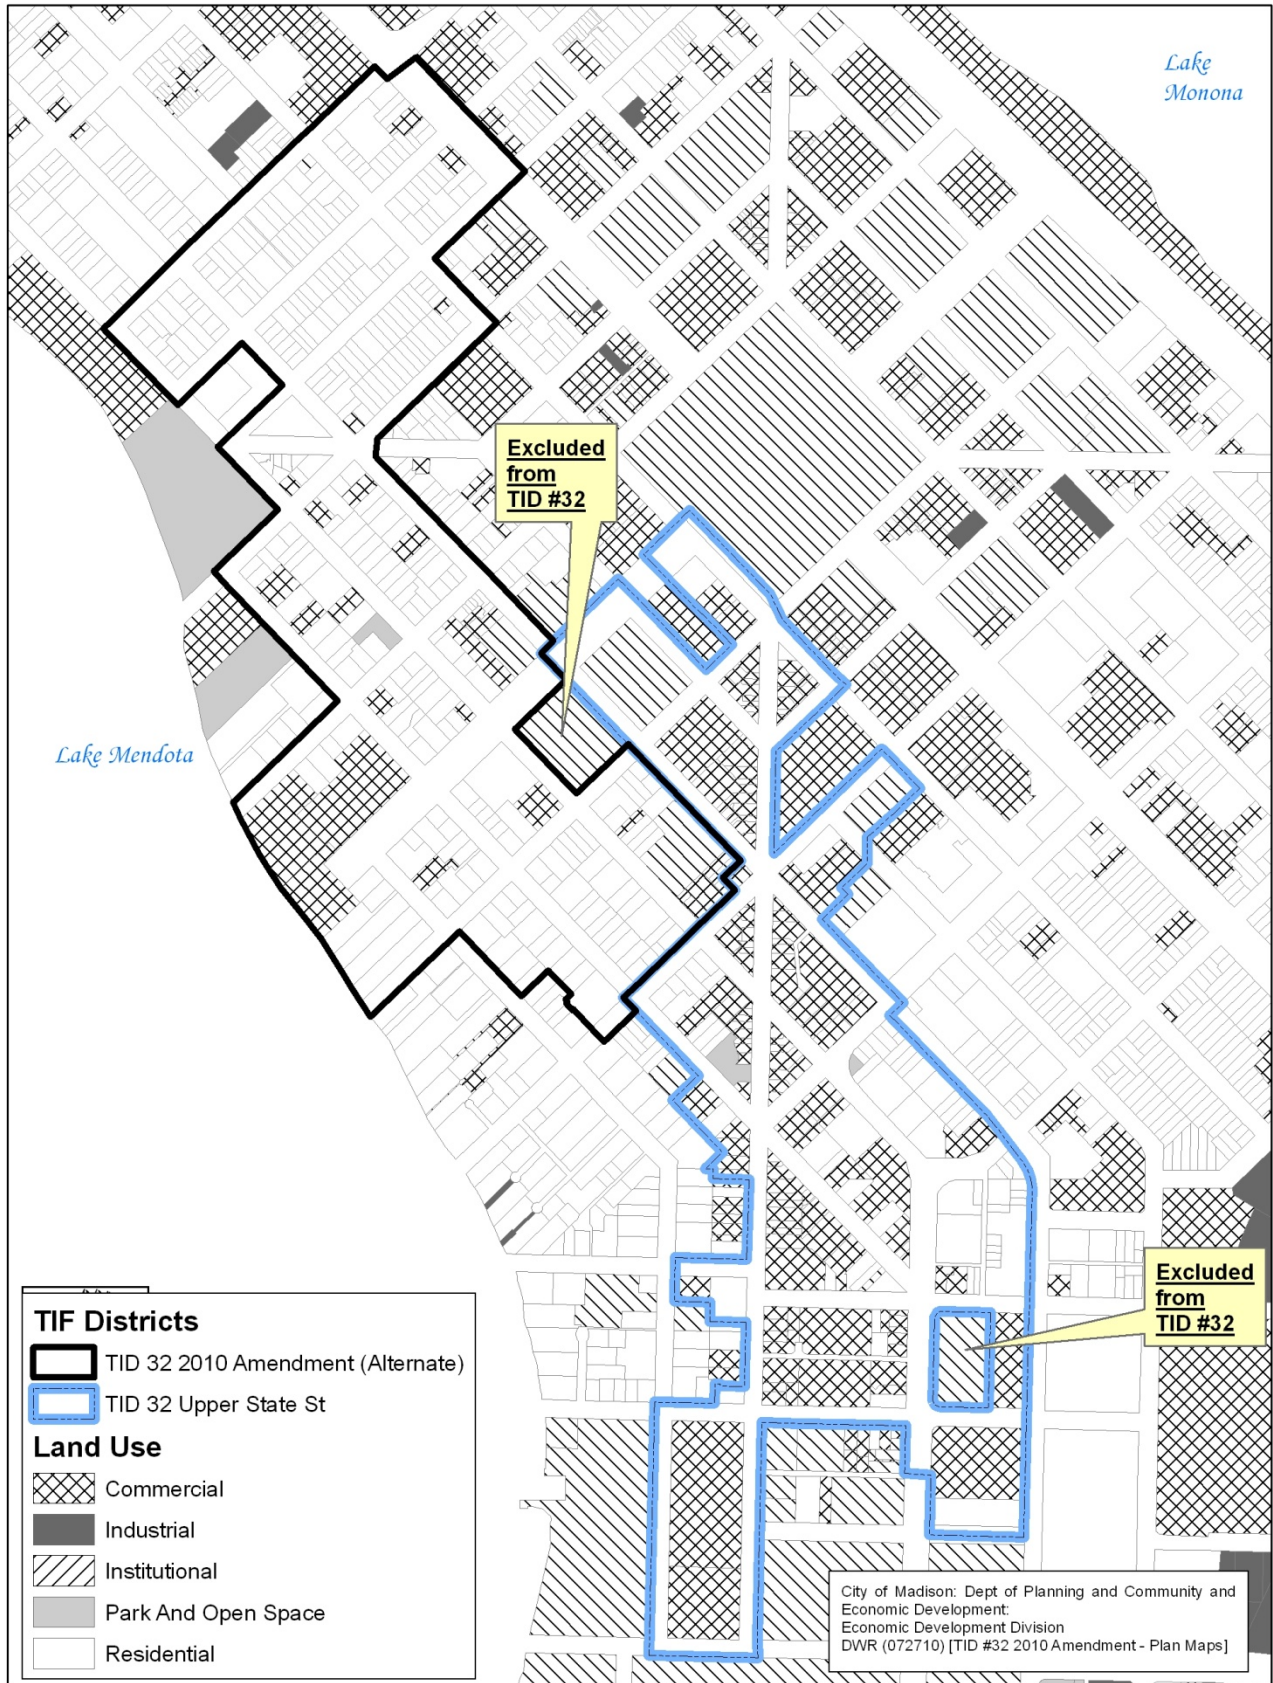 Lake
Monona
Excluded
from
TID #32
Lake Mendota
Excluded
from
TID #32
TIF Districts
TID 32 2010 Amendment (Alternate)
TID 32 Upper State St
Land Use
Commercial
Industrial
Institutional
Park And Open Space
Residential
City of Madison: Dept of Planning and Community and
Economic Development:
Economic Development Division
DWR (072710) [TID #32 2010 Amendment - Plan Maps]